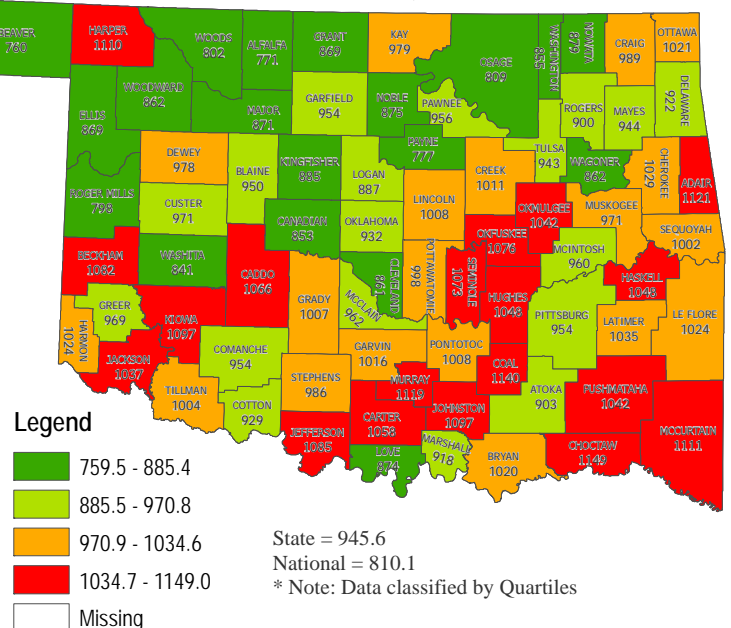 BEAVER
760
HARPER
1110
WOODS
802
ALFALFA
771
GRANT
869
KAY
979
OSAGE
809
WASHINGTON
855
NOWATA
879
CRAIG
989
OTTAWA
1021
DELAWARE
922
ELLIS
869
WOODWARD
862
MAJOR
871
GARFIELD
954
NOBLE
875
PAWNEE
956
ROGERS
900
MAYES
944
ROGER MILLS
798
DEWEY
978
BLAINE
950
KINGFISHER
885
LOGAN
887
PAYNE
777
CREEK
1011
TULSA
943
WAGONER
862
CHEROKEE
1029
ADAIR
1121
CUSTER
971
CANADIAN
853
OKLAHOMA
932
LINCOLN
1008
OKMULGEE
1042
MUSKOGEE
971
SEQUOYAH
1002
BECKHAM
1082
WASHITA
841
CADDO
1066
CLEVELAND
861
POTTAWATOMIE
998
SEMINOLE
1073
OKFUSKEE
1076
MCINTOSH
960
HASKELL
1048
GREER
969
KIOWA
1097
GRADY
1007
MCCLAIN
962
HUGHES
1048
PITTSBURG
954
LATIMER
1035
LE FLORE
1024
HARMON
1024
JACKSON
1037
COMANCHE
954
GARVIN
1016
PONTOTOC
1008
COAL
1140
TILLMAN
1004
COTTON
929
STEPHENS
986
MURRAY
1119
JOHNSTON
1097
ATOKA
903
PUSHMATAHA
1042
MCCURTAIN
1111
JEFFERSON
1085
CARTER
1058
LOVE
874
MARSHALL
918
BRYAN
1020
CHOCTAW
1149
Legend
759.5 - 885.4
885.5 - 970.8
970.9 - 1034.6
1034.7 - 1149.0
Missing
State = 945.6
National = 810.1
* Note: Data classified by Quartiles